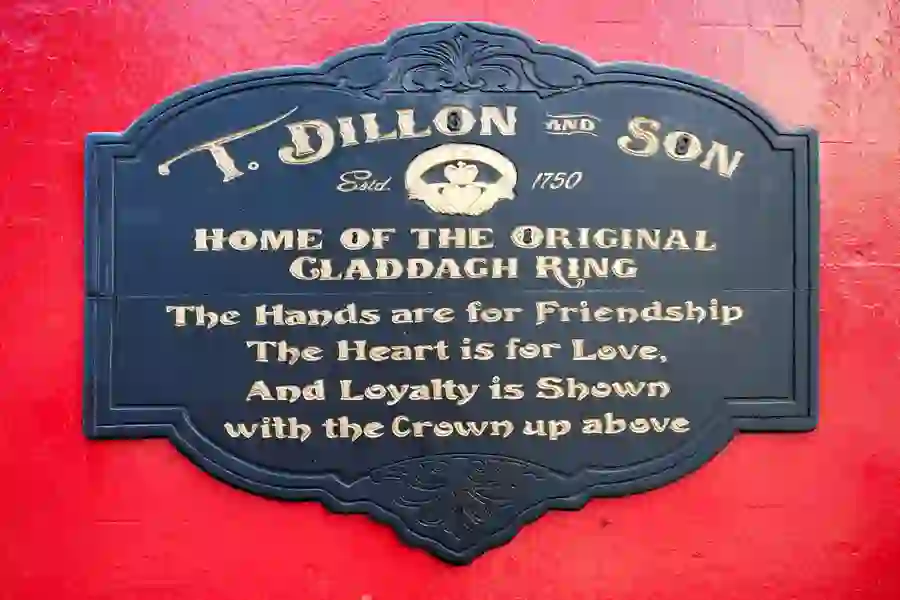 T. DILLON AND SON
Estd. 1750
HOME OF THE ORIGINAL
CLADDAGH RING
The Hands are for Friendship
The Heart is for Love,
And Loyalty is Shown
with the Crown up above